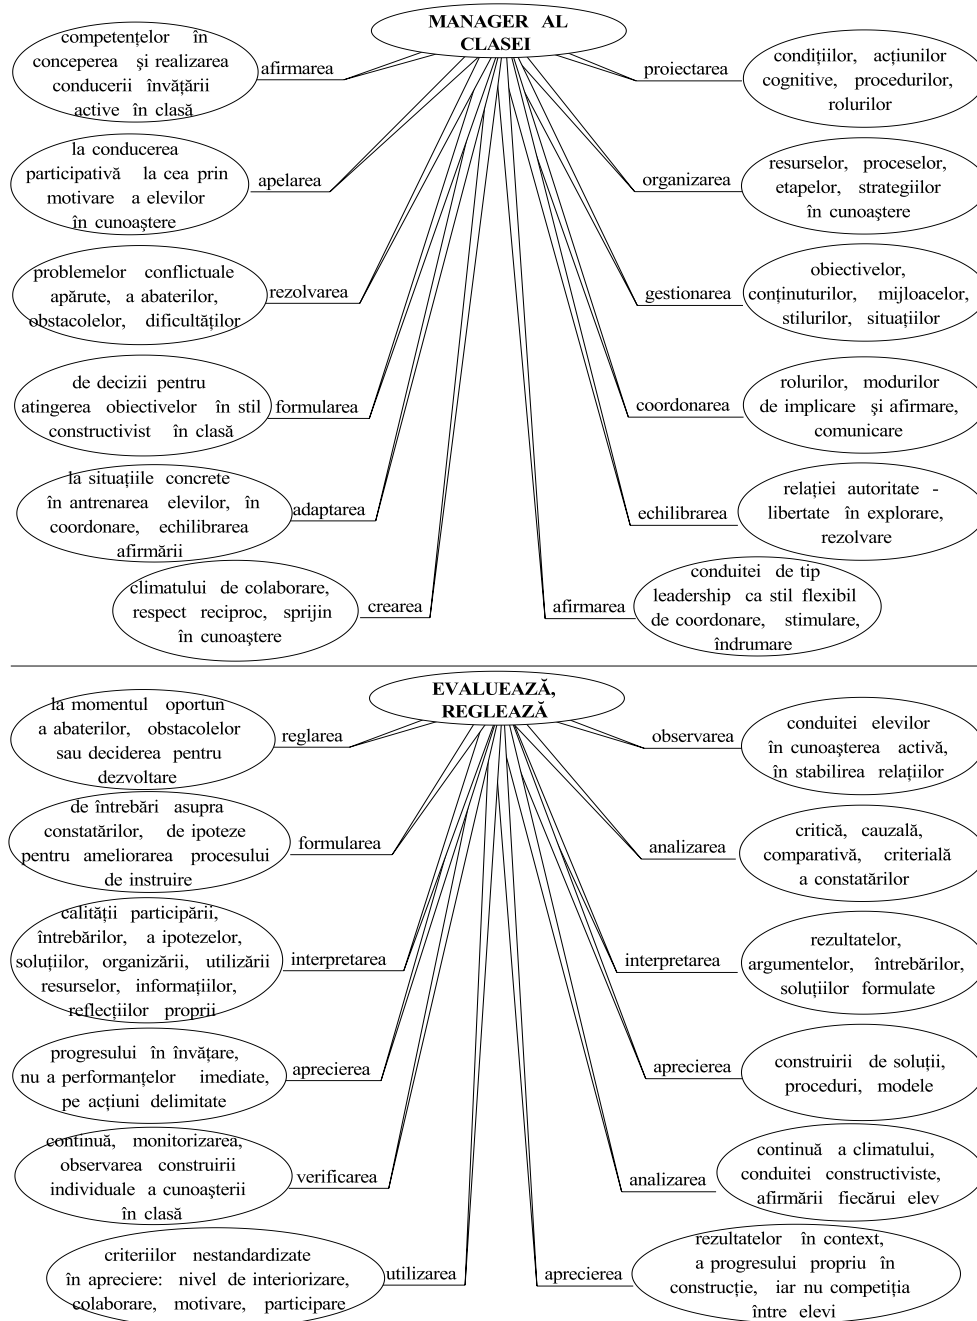 MANAGER AL
CLASEI
competențelor în
conceperea și realizarea
conducerii învățării
active în clasă
afirmarea
proiectarea
condițiilor, acțiunilor
cognitive, procedurilor,
rolurilor
la conducerea
participativă la cea prin
motivare a elevilor
în cunoaștere
apelarea
organizarea
resurselor, proceselor,
etapelor, strategiilor
în cunoaștere
problemelor conflictuale
apărute, a abaterilor,
obstacolelor, dificultăților
rezolvarea
gestionarea
obiectivelor,
conținuturilor, mijloacelor,
stilurilor, situațiilor
de decizii pentru
atingerea obiectivelor în stil
constructivist în clasă
formularea
coordonarea
rolurilor, modurilor
de implicare și afirmare,
comunicare
la situațiile concrete
în antrenarea elevilor, în
coordonare, echilibrarea
afirmării
adaptarea
echilibrarea
relației autoritate -
libertate în explorare,
rezolvare
climatului de colaborare,
respect reciproc, sprijin
în cunoaștere
crearea
afirmarea
conduitei de tip
leadership ca stil flexibil
de coordonare, stimulare,
îndrumare
EVALUEAZĂ,
REGLEAZĂ
la momentul oportun
a abaterilor, obstacolelor
sau deciderea pentru
dezvoltare
reglarea
observarea
conduitei elevilor
în cunoașterea activă,
în stabilirea relațiilor
de întrebări asupra
constatărilor, de ipoteze
pentru ameliorarea procesului
de instruire
formularea
analizarea
critică, cauzală,
comparativă, criterială
a constatărilor
calității participării,
întrebărilor, a ipotezelor,
soluțiilor, organizării, utilizării
resurselor, informațiilor,
reflecțiilor proprii
interpretarea
interpretarea
rezultatelor,
argumentelor, întrebărilor,
soluțiilor formulate
progresului în învățare,
nu a performanțelor imediate,
pe acțiuni delimitate
aprecierea
aprecierea
construirii de soluții,
proceduri, modele
continuă, monitorizarea,
observarea construirii
individuale a cunoașterii
în clasă
verificarea
analizarea
continuă a climatului,
conduitei constructiviste,
afirmării fiecărui elev
criteriilor nestandardizate
în apreciere: nivel de interiorizare,
colaborare, motivare, participare
utilizarea
aprecierea
rezultatelor în context,
a progresului propriu în
construcție, iar nu competiția
între elevi